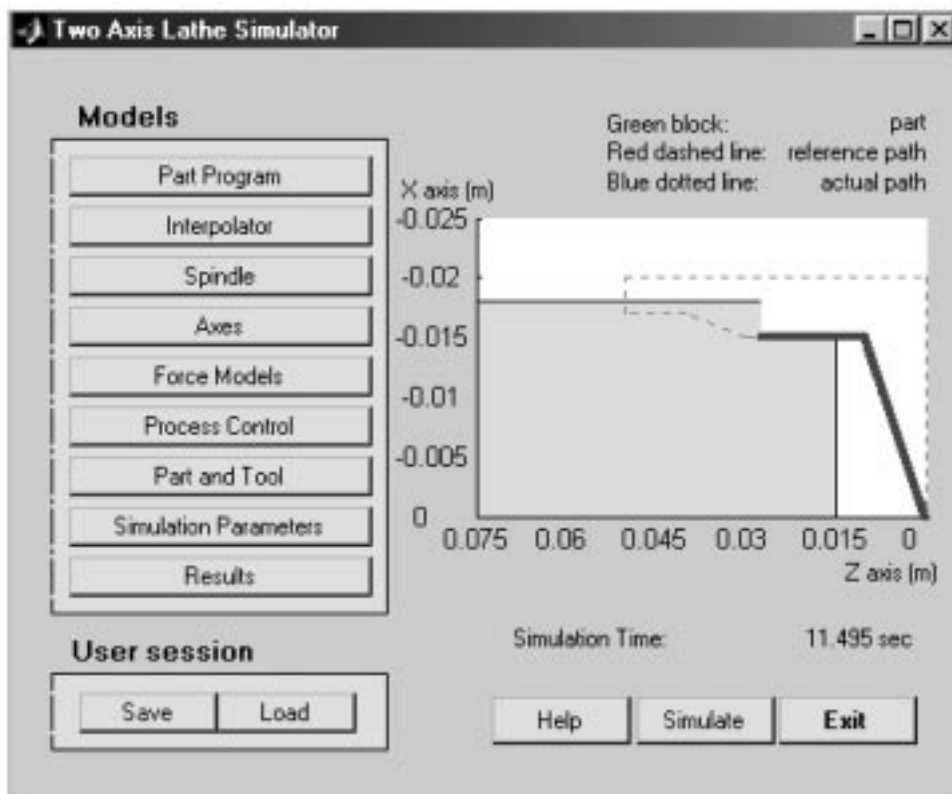 Two Axis Lathe Simulator
Models
Part Program
Interpolator
Spindle
Axes
Force Models
Process Control
Part and Tool
Simulation Parameters
Results
User session
Save Load
Green block: part
Red dashed line: reference path
Blue dotted line: actual path
X axis (m)
-0.025
-0.02
-0.015
-0.01
-0.005
0
0.075 0.06 0.045 0.03 0.015 0
Z axis (m)
Simulation Time: 11.495 sec
Help Simulate Exit